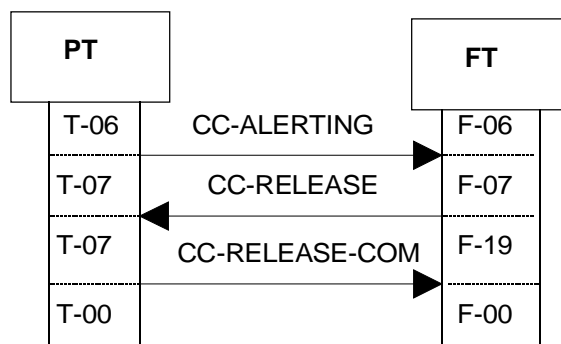 PT
FT
T-06 CC-ALERTING F-06
T-07 CC-RELEASE F-07
T-07 CC-RELEASE-COM F-19
T-00 F-00